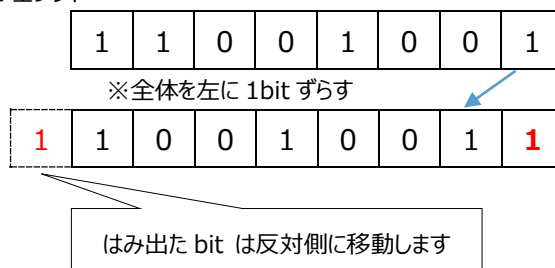 1 1 0 0 1 0 0 1
※全体を左に 1bit ずらす
1 1 0 0 1 0 0 1 1
はみ出た bit は反対側に移動します